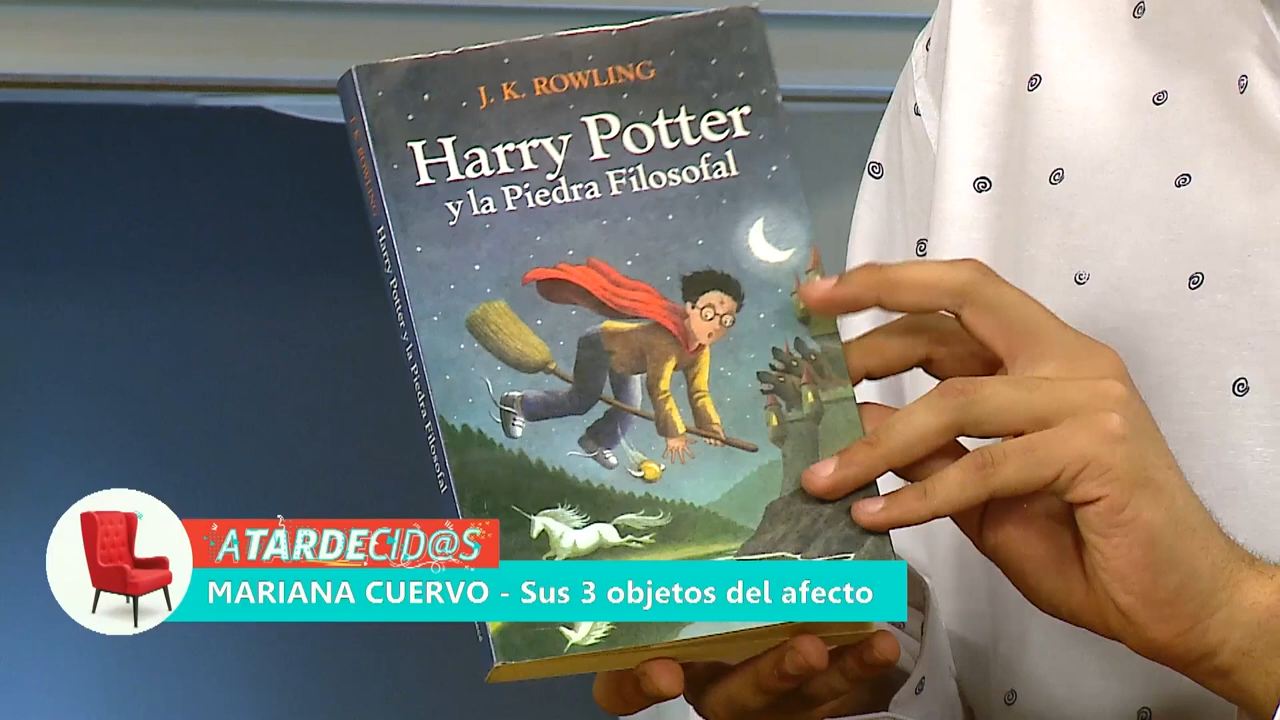 J. K. ROWLING
Harry Potter
y la Piedra Filosofal
J. K. ROWLING Harry Potter y la Piedra Filosofal
ATARDECID@S
MARIANA CUERVO - Sus 3 objetos del afecto